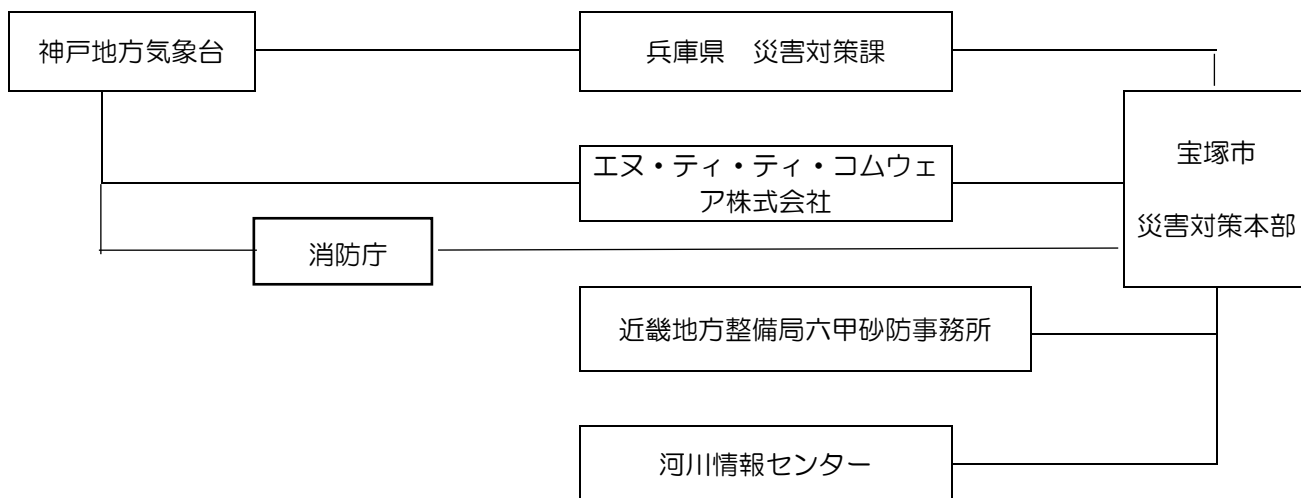 神戸地方気象台
兵庫県　災害対策課
宝塚市
災害対策本部
エヌ・ティ・ティ・コムウェ
ア株式会社
消防庁
近畿地方整備局六甲砂防事務所
河川情報センター